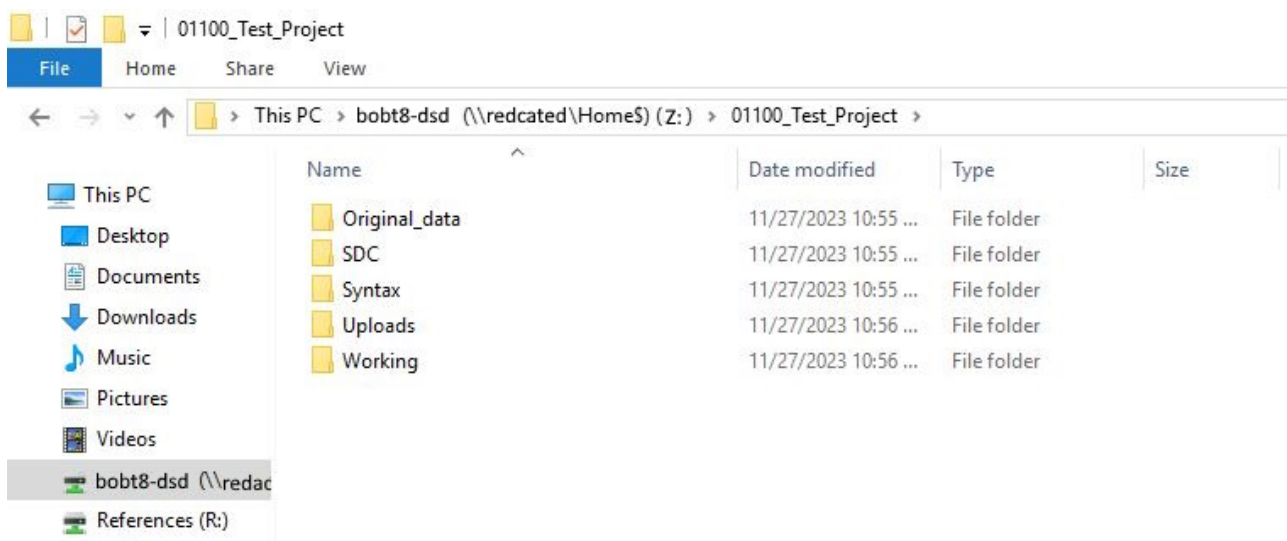 01100_Test_Project
File Home Share View
This PC > bobt8-dsd (\\redcated\Home$) (Z:) > 01100_Test_Project >
Name Date modified Type Size
This PC
Desktop
Documents
Downloads
Music
Pictures
Videos
bobt8-dsd (\\redac
References (R:)
Original_data 11/27/2023 10:55 ... File folder
SDC 11/27/2023 10:55 ... File folder
Syntax 11/27/2023 10:55 ... File folder
Uploads 11/27/2023 10:56 ... File folder
Working 11/27/2023 10:56 ... File folder